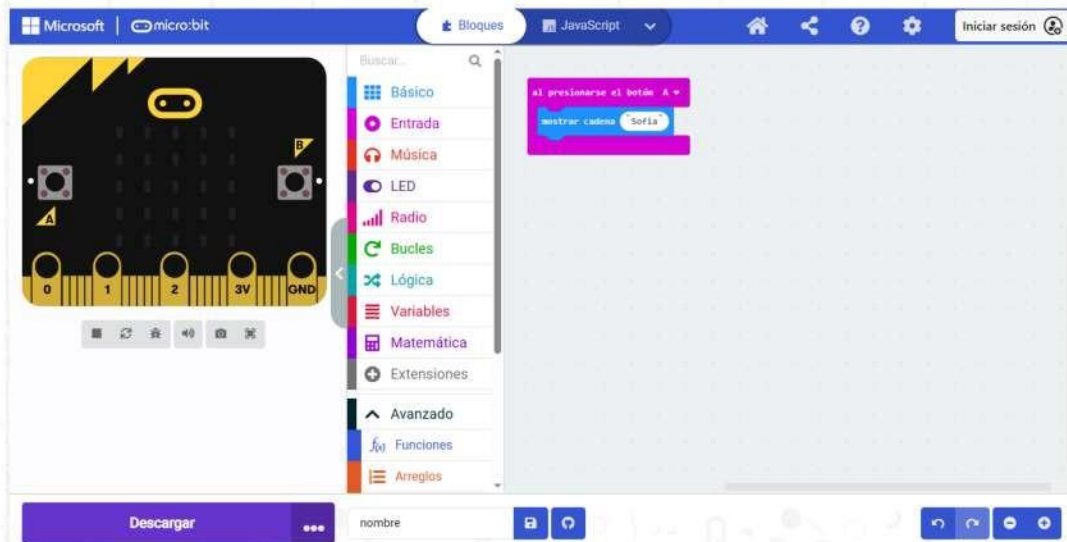 Microsoft | micro:bit
Bloques
JavaScript
Iniciar sesión
Buscar...
Básico
Entrada
Música
LED
Radio
Bucles
Lógica
Variables
Matemática
Extensiones
Avanzado
f(x) Funciones
Arreglos
al presionarse el botón A
mostrar cadena "Sofia"
A
B
0 1 2 3V GND
Descargar
nombre